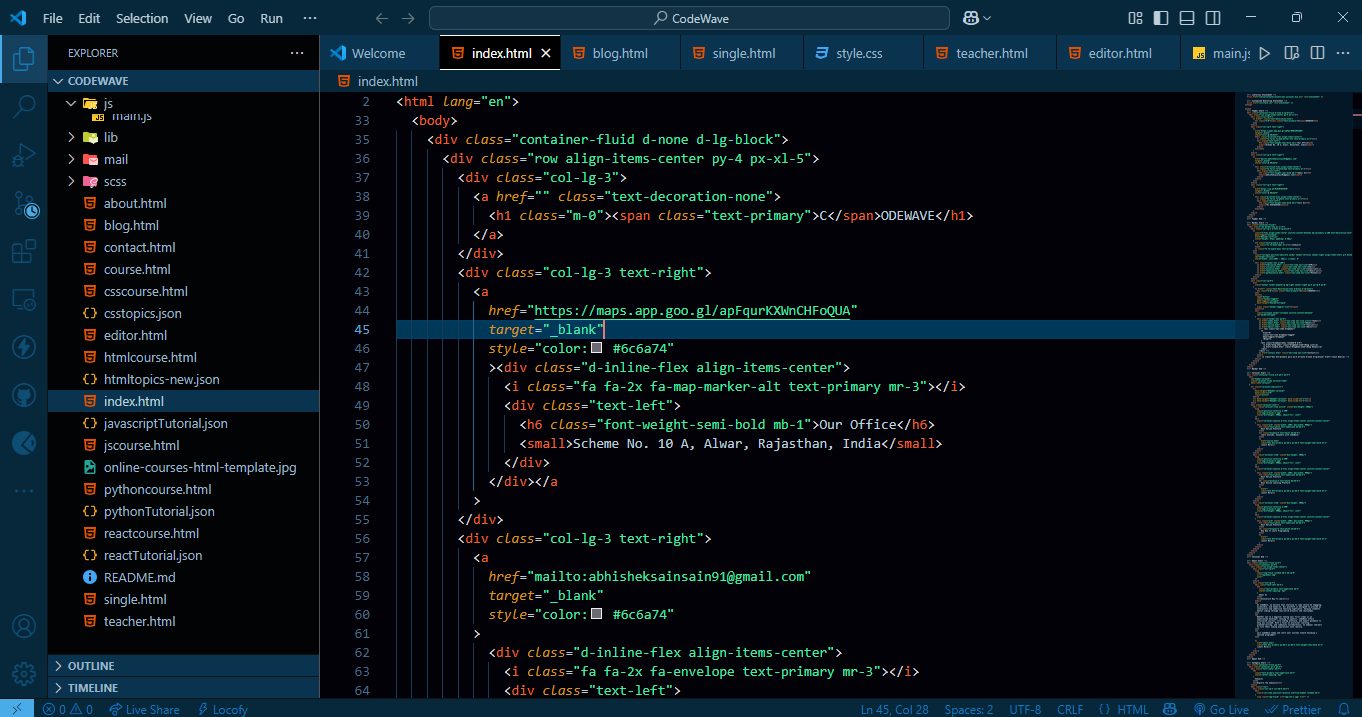 File Edit Selection View Go Run ···
CodeWave
EXPLORER ···
CODEWAVE
js
main.js
lib
mail
scss
about.html
blog.html
contact.html
course.html
csscourse.html
csstopics.json
editor.html
htmlcourse.html
htmltopics-new.json
index.html
javascriptTutorial.json
jscourse.html
online-courses-html-template.jpg
pythoncourse.html
pythonTutorial.json
reactcourse.html
reactTutorial.json
README.md
single.html
teacher.html
OUTLINE
TIMELINE
Welcome index.html blog.html single.html style.css teacher.html editor.html main.js
index.html
2 <html lang="en">
33 <body>
35 <div class="container-fluid d-none d-lg-block">
36 <div class="row align-items-center py-4 px-xl-5">
37 <div class="col-lg-3">
38 <a href="" class="text-decoration-none">
39 <h1 class="m-0"><span class="text-primary">C</span>ODEWAVE</h1>
40 </a>
41 </div>
42 <div class="col-lg-3 text-right">
43 <a
44 href="https://maps.app.goo.gl/apFqurKXWnCHFoQUA"
45 target="_blank"
46 style="color: #6c6a74"
47 ><div class="d-inline-flex align-items-center">
48 <i class="fa fa-2x fa-map-marker-alt text-primary mr-3"></i>
49 <div class="text-left">
50 <h6 class="font-weight-semi-bold mb-1">Our Office</h6>
51 <small>Scheme No. 10 A, Alwar, Rajasthan, India</small>
52 </div>
53 </div></a
54 >
55 </div>
56 <div class="col-lg-3 text-right">
57 <a
58 href="mailto:abhisheksainsain91@gmail.com"
59 target="_blank"
60 style="color: #6c6a74"
61 >
62 <div class="d-inline-flex align-items-center">
63 <i class="fa fa-2x fa-envelope text-primary mr-3"></i>
64 <div class="text-left">
0 0 Live Share Locofy Ln 45, Col 28 Spaces: 2 UTF-8 CRLF {} HTML Go Live Prettier